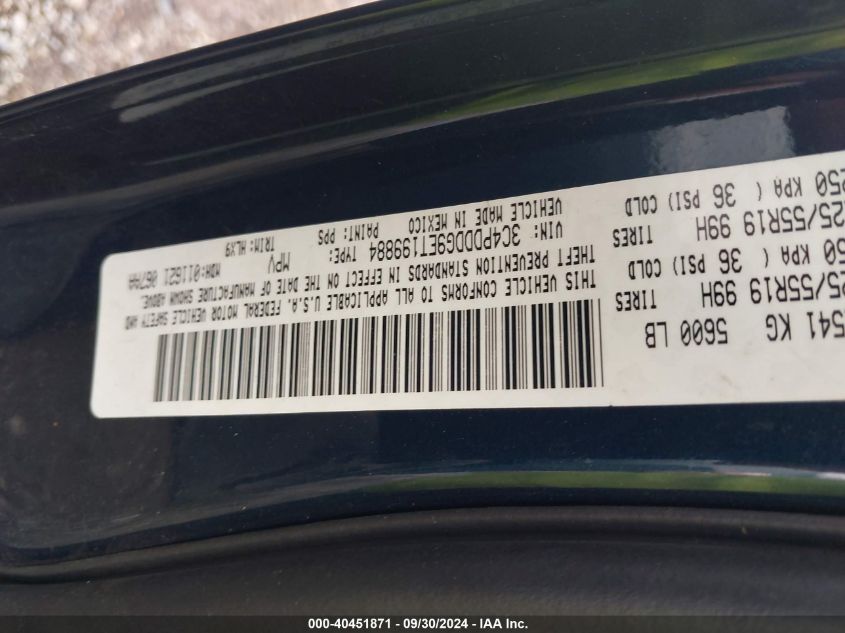 541 KG 5600 LB
TIRES
25/55R19 99H
50 KPA ( 36 PSI) COLD
TIRES
25/55R19 99H
250 KPA ( 36 PSI) COLD
THIS VEHICLE CONFORMS TO ALL APPLICABLE U.S.A. FEDERAL MOTOR VEHICLE SAFETY AND
THEFT PREVENTION STANDARDS IN EFFECT ON THE DATE OF MANUFACTURE SHOWN ABOVE.
VIN: 3C4PDDDG9ET199884 TYPE: MPV MDH:011621 067AA
VEHICLE MADE IN MEXICO PAINT: PPS TRIM: HLX9
000-40451871 - 09/30/2024 - IAA Inc.